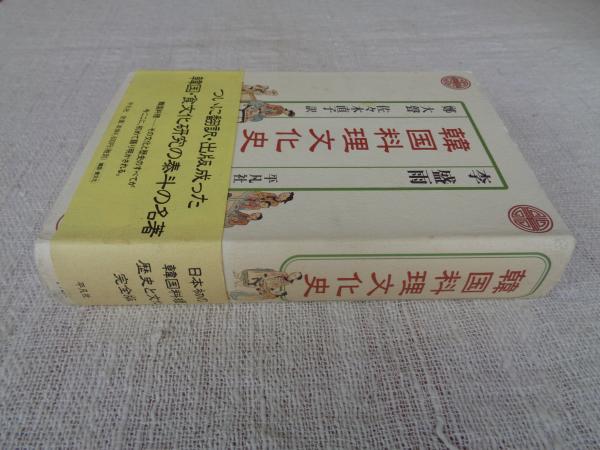 韓国料理文化史
李盛雨
鄭大聲
佐々木直子 訳
平凡社
ついに翻訳出版成った
韓国・食文化研究の泰斗の名著
韓国料理文化史
日本初の
韓国料理
歴史と文
完全版
平凡社